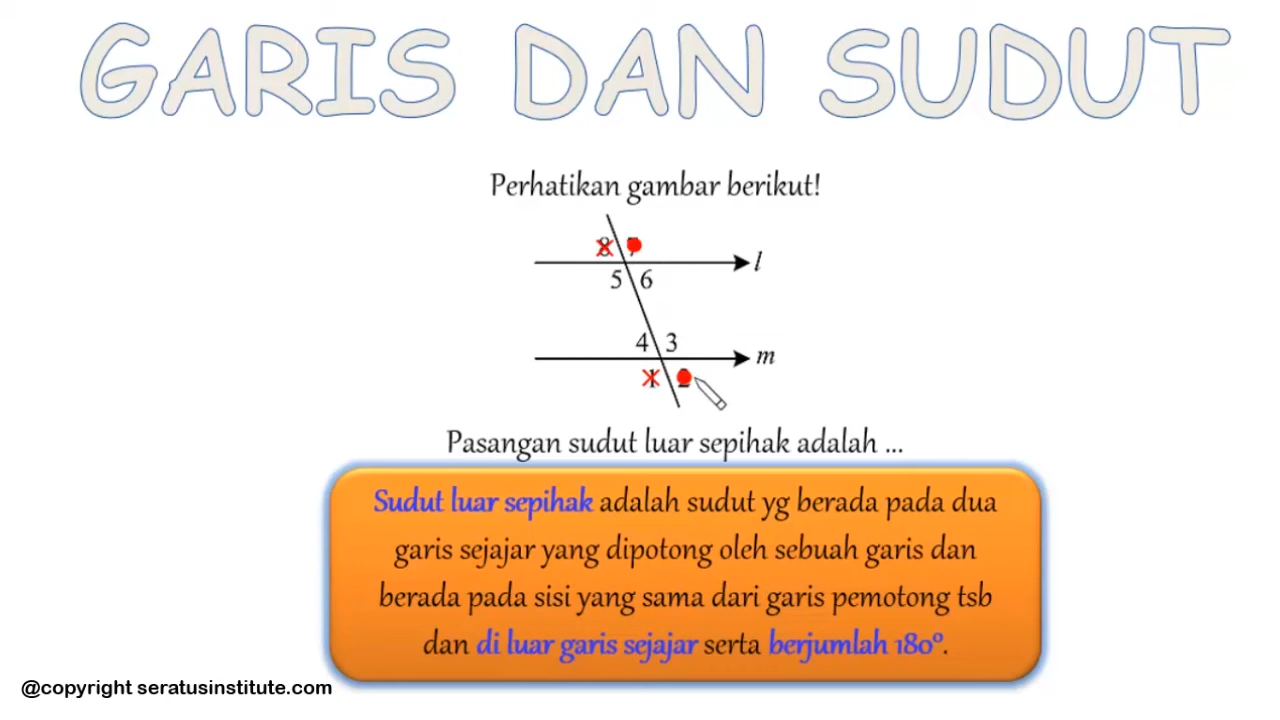 GARIS DAN SUDUT
Perhatikan gambar berikut!
8
l
5 6
4 3
m
1
Pasangan sudut luar sepihak adalah ...
Sudut luar sepihak adalah sudut yg berada pada dua
garis sejajar yang dipotong oleh sebuah garis dan
berada pada sisi yang sama dari garis pemotong tsb
dan di luar garis sejajar serta berjumlah 180°.
@copyright seratusinstitute.com